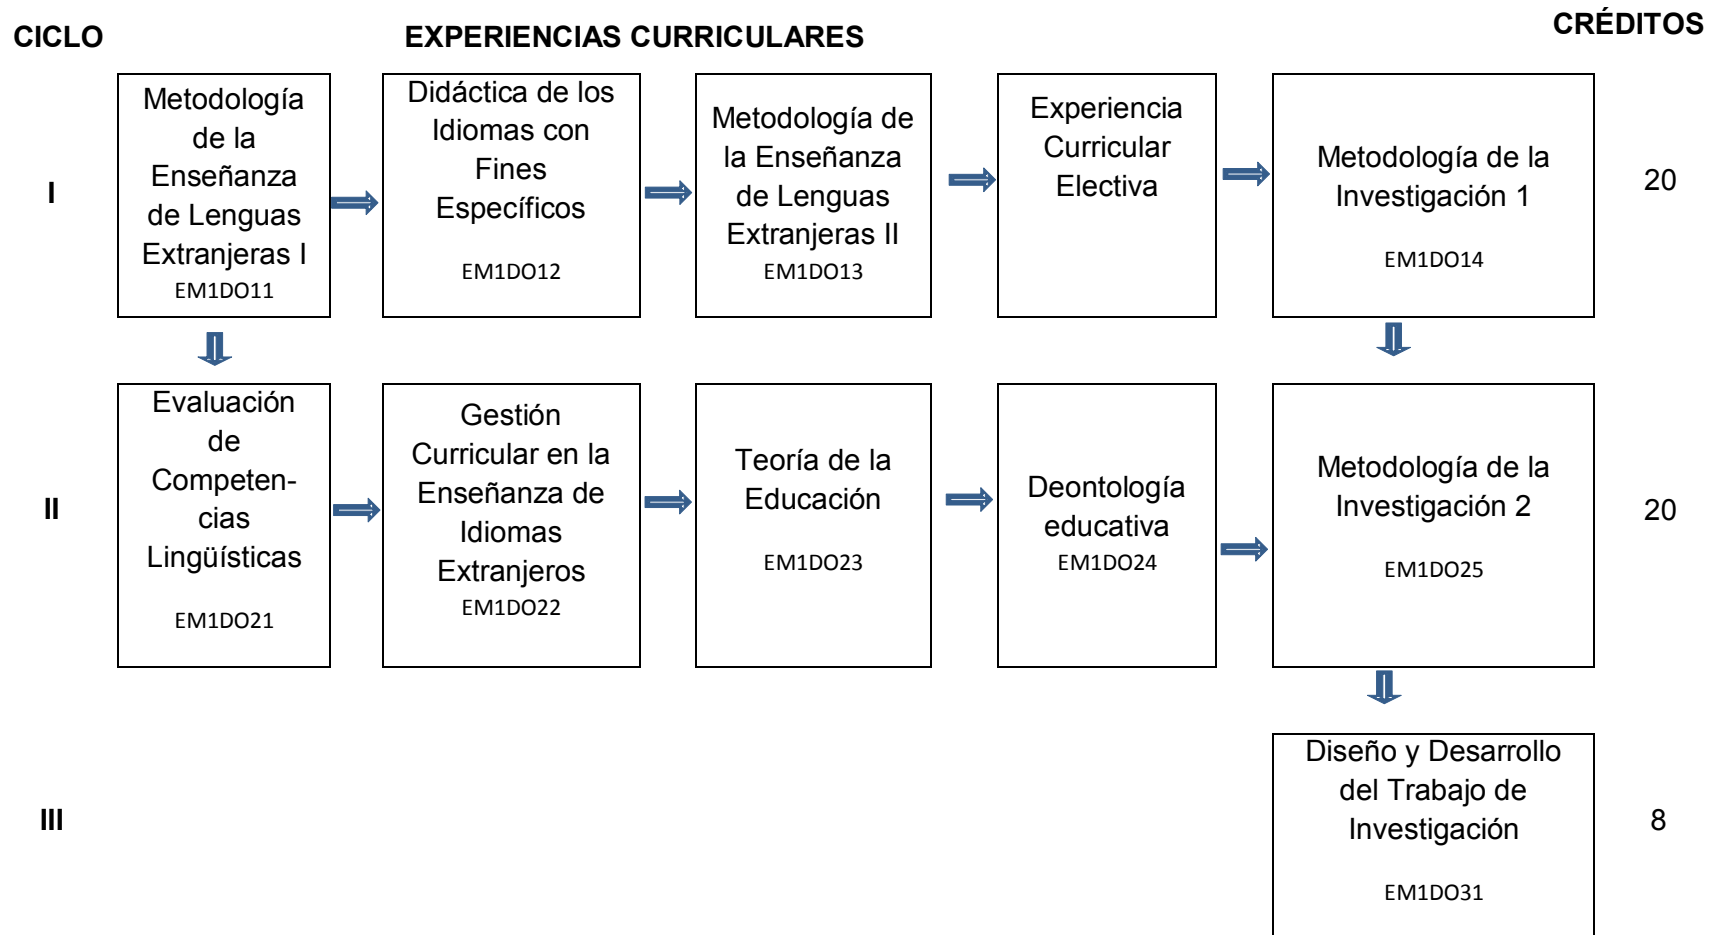 CICLO
EXPERIENCIAS CURRICULARES
CRÉDITOS
I
Metodología
de la
Enseñanza
de Lenguas
Extranjeras I
EM1DO11
Didáctica de los
Idiomas con
Fines
Específicos
EM1DO12
Metodología de
la Enseñanza
de Lenguas
Extranjeras II
EM1DO13
Experiencia
Curricular
Electiva
Metodología de la
Investigación 1
EM1DO14
20
II
Evaluación
de
Competen-
cias
Lingüísticas
EM1DO21
Gestión
Curricular en la
Enseñanza de
Idiomas
Extranjeros
EM1DO22
Teoría de la
Educación
EM1DO23
Deontología
educativa
EM1DO24
Metodología de la
Investigación 2
EM1DO25
20
III
Diseño y Desarrollo
del Trabajo de
Investigación
EM1DO31
8